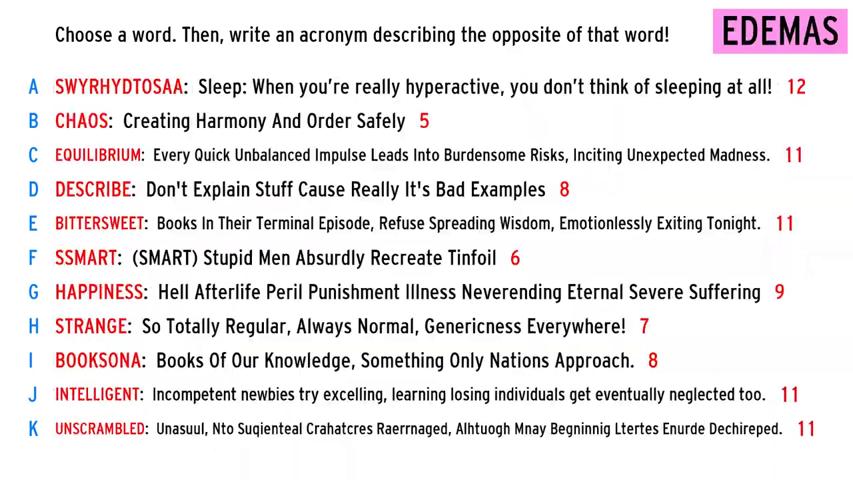 Choose a word. Then, write an acronym describing the opposite of that word!
EDEMAS
A SWYRHYDTOSAA: Sleep: When you're really hyperactive, you don't think of sleeping at all! 12
B CHAOS: Creating Harmony And Order Safely 5
C EQUILIBRIUM: Every Quick Unbalanced Impulse Leads Into Burdensome Risks, Inciting Unexpected Madness. 11
D DESCRIBE: Don't Explain Stuff Cause Really It's Bad Examples 8
E BITTERSWEET: Books In Their Terminal Episode, Refuse Spreading Wisdom, Emotionlessly Exiting Tonight. 11
F SSMART: (SMART) Stupid Men Absurdly Recreate Tinfoil 6
G HAPPINESS: Hell Afterlife Peril Punishment Illness Neverending Eternal Severe Suffering 9
H STRANGE: So Totally Regular, Always Normal, Genericness Everywhere! 7
I BOOKSONA: Books Of Our Knowledge, Something Only Nations Approach. 8
J INTELLIGENT: Incompetent newbies try excelling, learning losing individuals get eventually neglected too. 11
K UNSCRAMBLED: Unasuul, Nto Suqienteal Crahatcres Raerrnaged, Alhtuogh Mnay Begninnig Ltertes Enurde Dechireped. 11